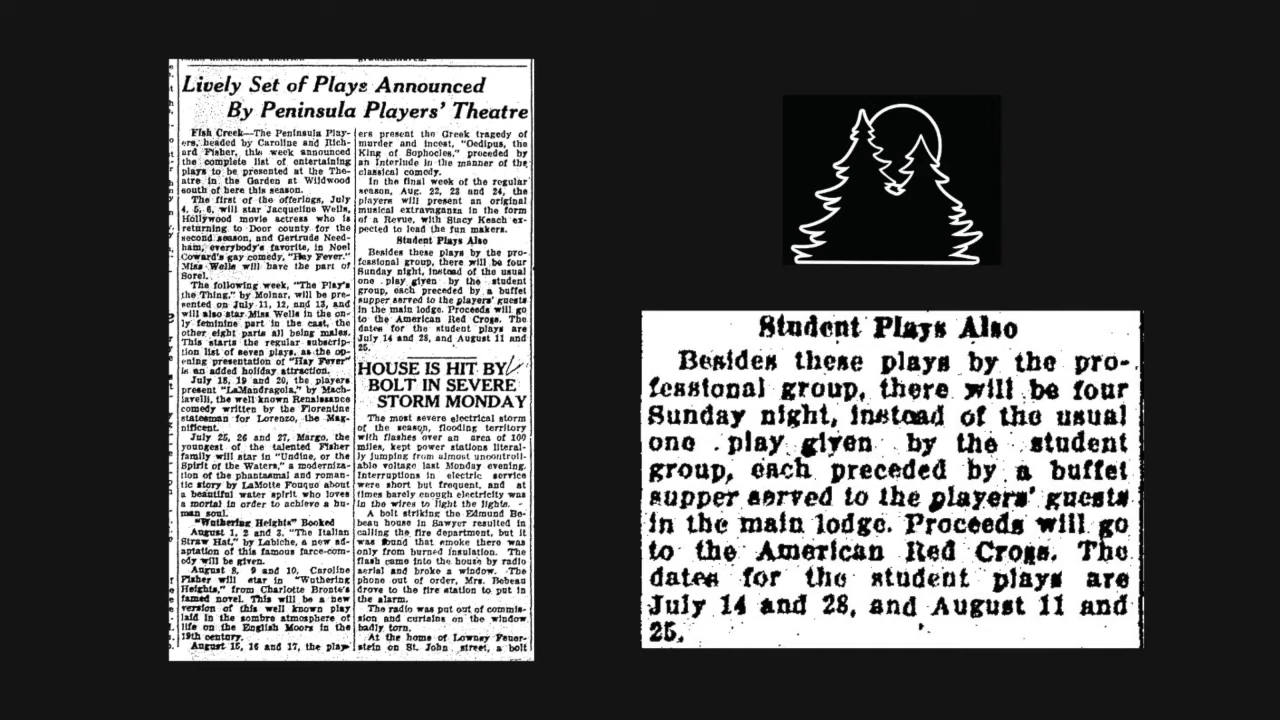 Lively Set of Plays Announced
By Peninsula Players' Theatre
Fish Creek—The Peninsula Play-
ers, headed by Caroline and Rich-
ard Fisher, this week announced
the complete list of entertaining
plays to be presented at the The-
atre in the Garden at Wildwood
south of here this season.
The first of the offerings, July
4, 5, 6, will star Jacqueline Wells,
Hollywood movie actress who is
returning to Door county for the
second season, and Gertrude Need-
ham, everybody's favorite, in Noel
Coward's gay comedy, "Hay Fever."
Miss Wells will have the part of
Sorel.
The following week, "The Play's
the Thing," by Molnar, will be pre-
sented on July 11, 12, and 13, and
will also star Miss Wells in the on-
ly feminine part in the cast, the
other eight parts all being males.
This starts the regular subscrip-
tion list of seven plays, as the op-
ening presentation of "Hay Fever"
is an added holiday attraction.
July 18, 19 and 20, the players
present "LaMandragola," by Mach-
iavelli, the well known Renaissance
comedy written by the Florentine
statesman for Lorenzo, the Mag-
nificent.
July 25, 26 and 27, Margo, the
youngest of the talented Fisher
family will star in "Undine, or the
Spirit of the Waters," a moderniza-
tion of the phantasmal and roman-
tic story by LaMotte Fouque about
a beautiful water spirit who loves
a mortal in order to achieve a hu-
man soul.
"Wuthering Heights" Booked
August 1, 2 and 3, "The Italian
Straw Hat," by Labiche, a new ad-
aptation of this famous farce-com-
edy will be given.
August 8, 9 and 10, Caroline
Fisher will star in "Wuthering
Heights," from Charlotte Bronte's
famed novel. This will be a new
version of this well known play
laid in the sombre atmosphere of
life on the English Moors in the
19th century.
August 15, 16 and 17, the play-
ers present the Greek tragedy of
murder and incest, "Oedipus, the
King of Sophocles," preceded by
an Interlude in the manner of the
classical comedy.
In the final week of the regular
season, Aug. 22, 23 and 24, the
players will present an original
musical extravaganza in the form
of a Revue, with Stacy Keach ex-
pected to lead the fun makers.
Student Plays Also
Besides these plays by the pro-
fessional group, there will be four
Sunday night, instead of the usual
one play given by the student
group, each preceded by a buffet
supper served to the players' guests
in the main lodge. Proceeds will go
to the American Red Cross. The
dates for the student plays are
July 14 and 28, and August 11 and
25.
HOUSE IS HIT BY
BOLT IN SEVERE
STORM MONDAY
The most severe electrical storm
of the season, flooding territory
with flashes over an area of 100
miles, kept power stations literal-
ly jumping from almost uncontroll-
able voltage last Monday evening.
Interruptions in electric service
were short but frequent, and at
times barely enough electricity was
in the wires to light the lights.
A bolt striking the Edmund Be-
beau house in Sawyer resulted in
calling the fire department, but it
was found that smoke there was
only from burned insulation. The
flash came into the house by radio
aerial and broke a window. The
phone out of order, Mrs. Bebeau
drove to the fire station to put in
the alarm.
The radio was put out of commis-
sion and curtains on the window
badly torn.
At the home of Lowney Feuer-
stein on St. John street, a bolt
Student Plays Also
Besides these plays by the pro-
fessional group, there will be four
Sunday night, instead of the usual
one play given by the student
group, each preceded by a buffet
supper served to the players' guests
in the main lodge. Proceeds will go
to the American Red Cross. The
dates for the student plays are
July 14 and 28, and August 11 and
25.